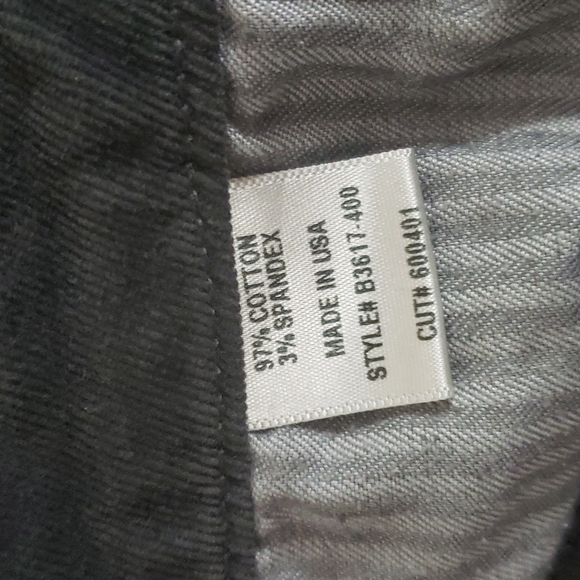 97% COTTON
3% SPANDEX
MADE IN USA
STYLE# B3617-400
CUT# 600401